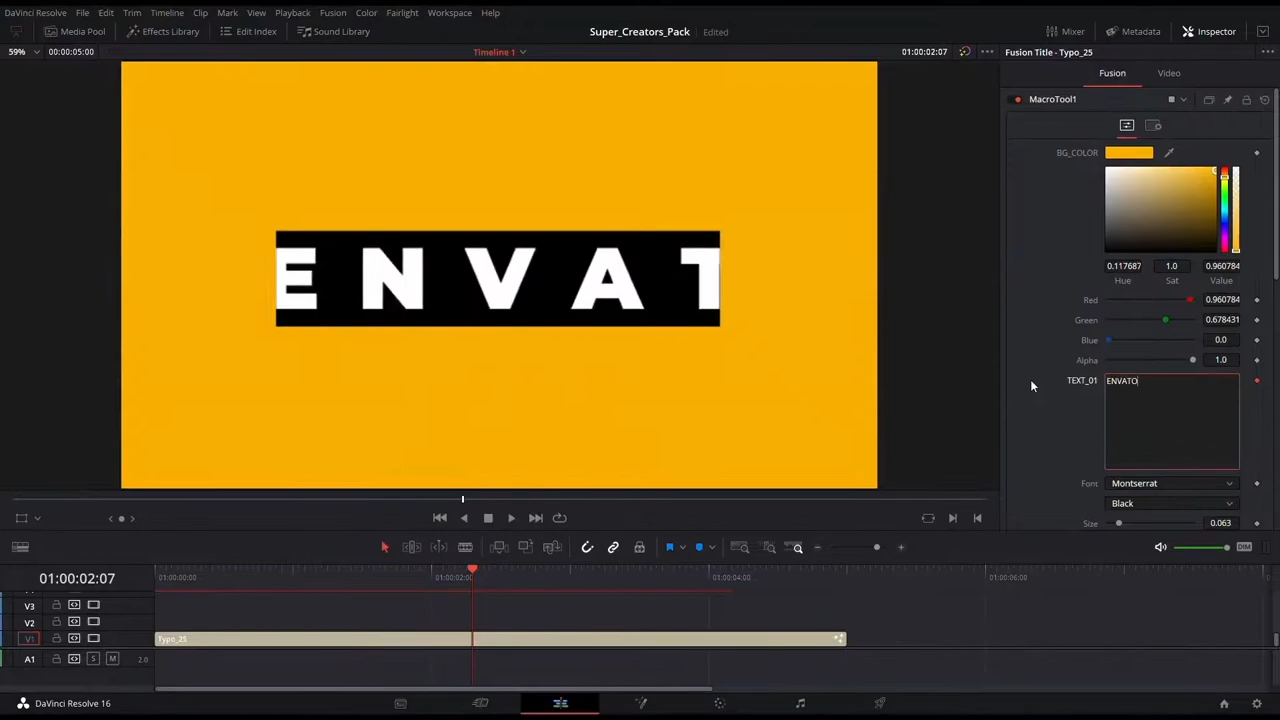 DaVinci Resolve File Edit Trim Timeline Clip Mark View Playback Fusion Color Fairlight Workspace Help
Media Pool Effects Library Edit Index Sound Library Super_Creators_Pack Edited Mixer Metadata Inspector
59% 00:00:05:00 Timeline 1 01:00:02:07 Fusion Title - Typo_25
Fusion Video
MacroTool1
BG_COLOR
0.117687 1.0 0.960784
Hue Sat Value
Red 0.960784
Green 0.678431
Blue 0.0
Alpha 1.0
ENVAT
TEXT_01 ENVATO
Font Montserrat
Black
Size 0.063
DIM
01:00:02:07 01:00:00:00 01:00:02:00 01:00:04:00 01:00:06:00
V3
V2
V1 Typo_25
A1 S M 2.0
DaVinci Resolve 16